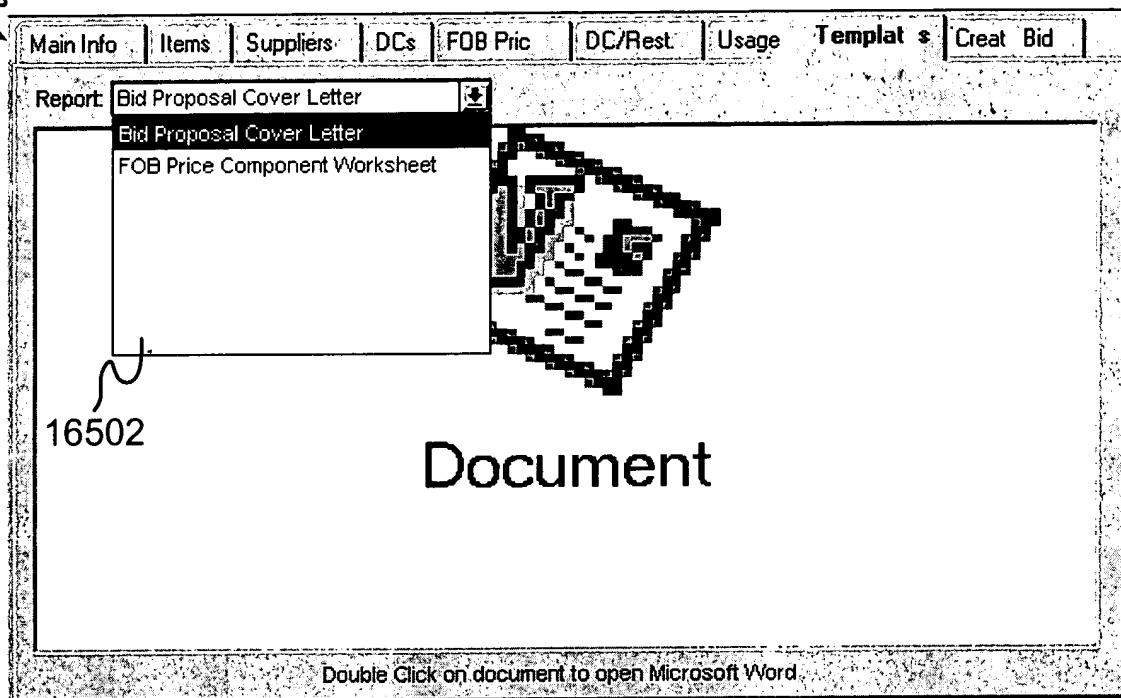 Main Info Items Suppliers DCs FOB Pric DC/Rest. Usage Templat s Creat Bid
Report: Bid Proposal Cover Letter
Bid Proposal Cover Letter
FOB Price Component Worksheet
16502
Document
Double Click on document to open Microsoft Word